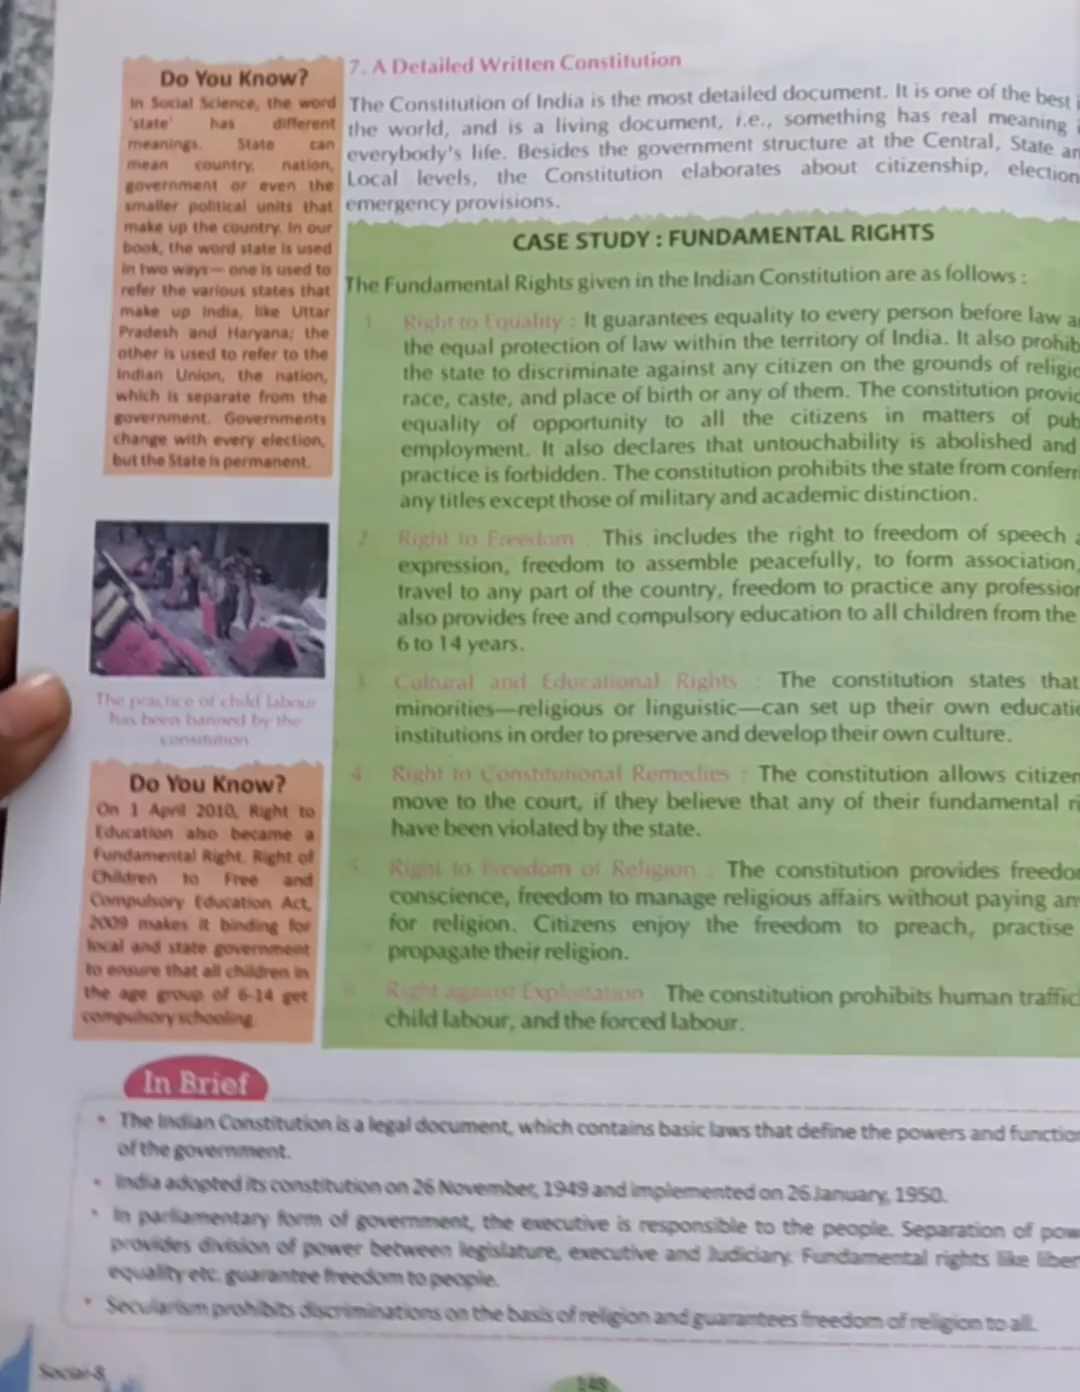 Do You Know?
In Social Science, the word
'state' has different
meanings. State can
mean country, nation,
government or even the
smaller political units that
make up the country. In our
book, the word state is used
in two ways— one is used to
refer the various states that
make up India, like Uttar
Pradesh and Haryana; the
other is used to refer to the
Indian Union, the nation,
which is separate from the
government. Governments
change with every election,
but the State is permanent.
The practice of child labour
has been banned by the
consitution
Do You Know?
On 1 April 2010, Right to
Education also became a
Fundamental Right. Right of
Children to Free and
Compulsory Education Act,
2009 makes it binding for
local and state government
to ensure that all children in
the age group of 6-14 get
compulsory schooling.
7. A Detailed Written Constitution
The Constitution of India is the most detailed document. It is one of the best
the world, and is a living document, i.e., something has real meaning
everybody's life. Besides the government structure at the Central, State an
Local levels, the Constitution elaborates about citizenship, election
emergency provisions.
CASE STUDY : FUNDAMENTAL RIGHTS
The Fundamental Rights given in the Indian Constitution are as follows :
1. Right to Equality : It guarantees equality to every person before law a
the equal protection of law within the territory of India. It also prohib
the state to discriminate against any citizen on the grounds of religio
race, caste, and place of birth or any of them. The constitution provid
equality of opportunity to all the citizens in matters of pub
employment. It also declares that untouchability is abolished and
practice is forbidden. The constitution prohibits the state from conferr
any titles except those of military and academic distinction.
2. Right to Freedom : This includes the right to freedom of speech a
expression, freedom to assemble peacefully, to form association,
travel to any part of the country, freedom to practice any profession
also provides free and compulsory education to all children from the
6 to 14 years.
3. Cultural and Educational Rights : The constitution states that
minorities—religious or linguistic—can set up their own educatio
institutions in order to preserve and develop their own culture.
4. Right to Constitutional Remedies : The constitution allows citizen
move to the court, if they believe that any of their fundamental ri
have been violated by the state.
5. Right to Freedom of Religion : The constitution provides freedom
conscience, freedom to manage religious affairs without paying any
for religion. Citizens enjoy the freedom to preach, practise
propagate their religion.
6. Right against Exploitation : The constitution prohibits human traffick
child labour, and the forced labour.
In Brief
• The Indian Constitution is a legal document, which contains basic laws that define the powers and function
of the government.
• India adopted its constitution on 26 November, 1949 and implemented on 26 January, 1950.
• In parliamentary form of government, the executive is responsible to the people. Separation of pow
provides division of power between legislature, executive and Judiciary. Fundamental rights like liber
equality etc. guarantee freedom to people.
• Secularism prohibits discriminations on the basis of religion and guarantees freedom of religion to all.
Social-8
148